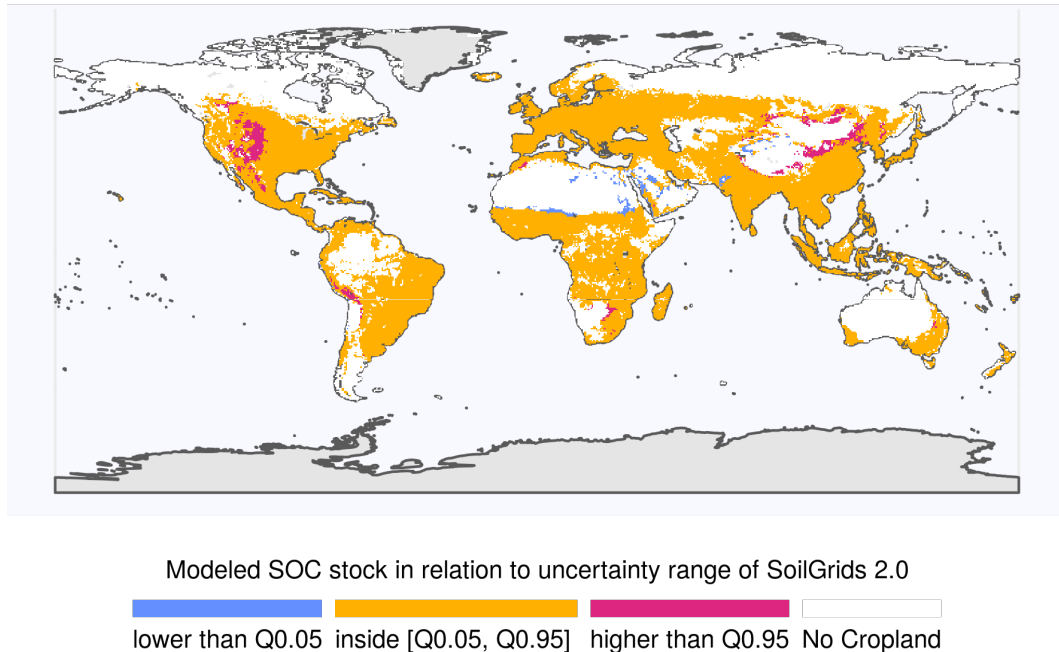 Modeled SOC stock in relation to uncertainty range of SoilGrids 2.0
lower than Q0.05 inside [Q0.05, Q0.95] higher than Q0.95 No Cropland